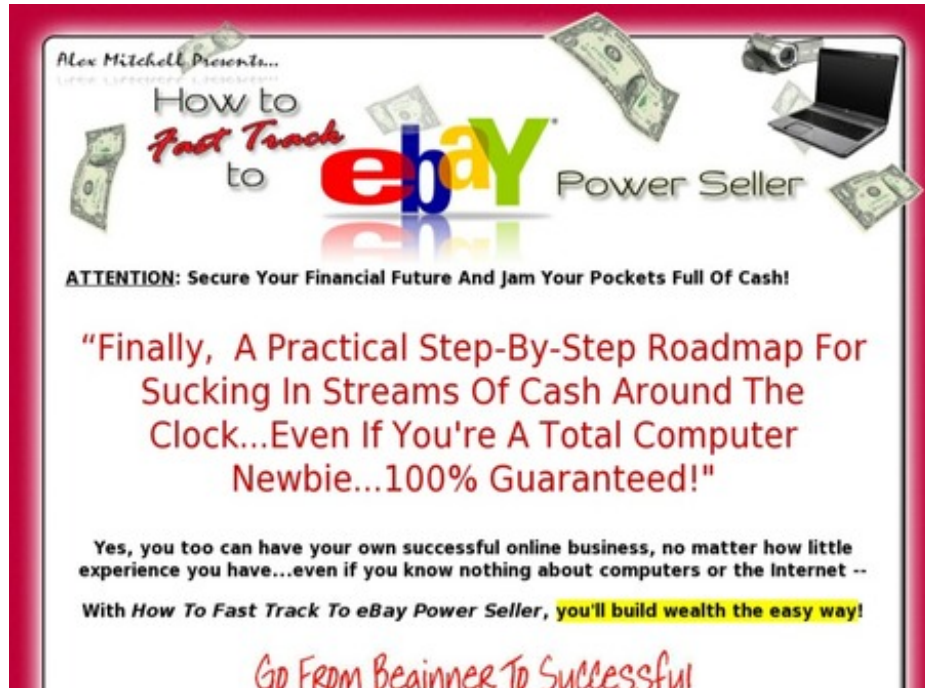 Alex Mitchell Presents...
How to
Fast Track
to
ebay
Power Seller
ATTENTION: Secure Your Financial Future And Jam Your Pockets Full Of Cash!
“Finally, A Practical Step-By-Step Roadmap For
Sucking In Streams Of Cash Around The
Clock...Even If You're A Total Computer
Newbie...100% Guaranteed!"
Yes, you too can have your own successful online business, no matter how little
experience you have...even if you know nothing about computers or the Internet --
With How To Fast Track To eBay Power Seller, you'll build wealth the easy way!
Go From Beginner To Successful